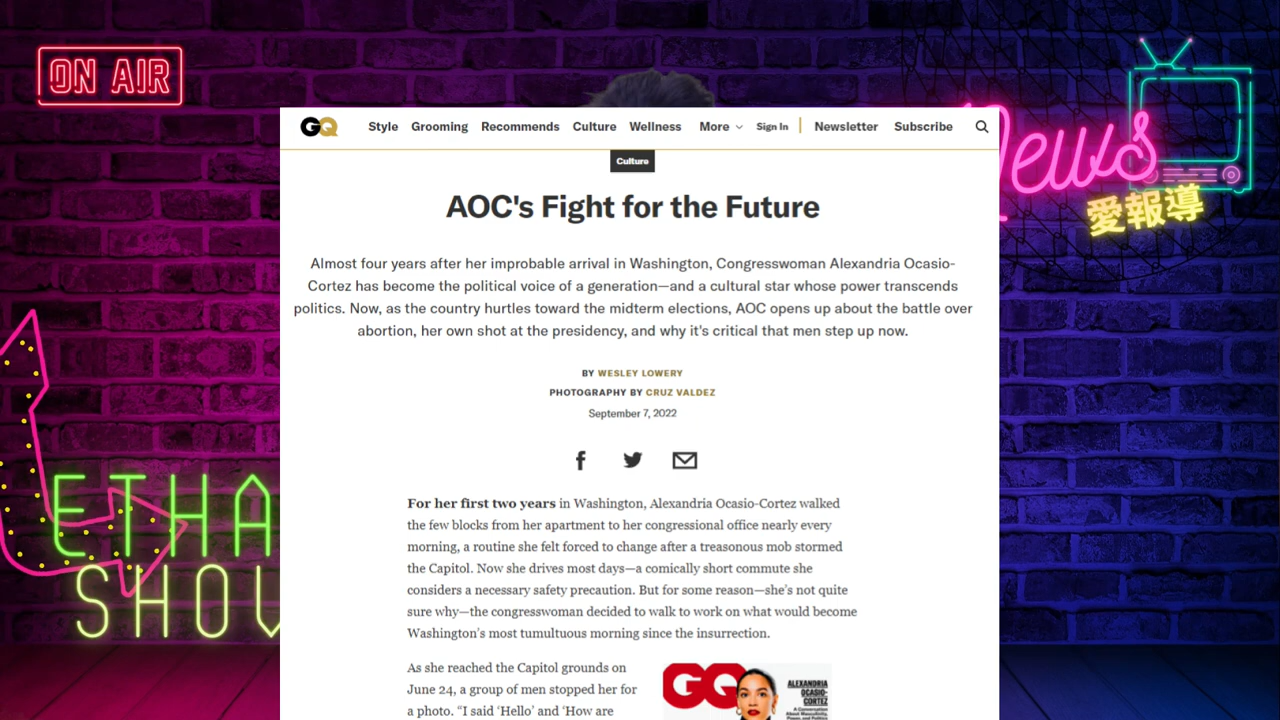 ON AIR
GQ
Style Grooming Recommends Culture Wellness More Sign In Newsletter Subscribe
News
愛報導
Culture
AOC's Fight for the Future
Almost four years after her improbable arrival in Washington, Congresswoman Alexandria Ocasio-
Cortez has become the political voice of a generation—and a cultural star whose power transcends
politics. Now, as the country hurtles toward the midterm elections, AOC opens up about the battle over
abortion, her own shot at the presidency, and why it's critical that men step up now.
BY WESLEY LOWERY
PHOTOGRAPHY BY CRUZ VALDEZ
September 7, 2022
ETHA
SHOW
For her first two years in Washington, Alexandria Ocasio-Cortez walked
the few blocks from her apartment to her congressional office nearly every
morning, a routine she felt forced to change after a treasonous mob stormed
the Capitol. Now she drives most days—a comically short commute she
considers a necessary safety precaution. But for some reason—she's not quite
sure why—the congresswoman decided to walk to work on what would become
Washington's most tumultuous morning since the insurrection.
As she reached the Capitol grounds on
June 24, a group of men stopped her for
a photo. “I said ‘Hello’ and ‘How are
GQ
ALEXANDRIA
OCASIO-
CORTEZ
A Conversation
About Masculinity,
Power, and Politics